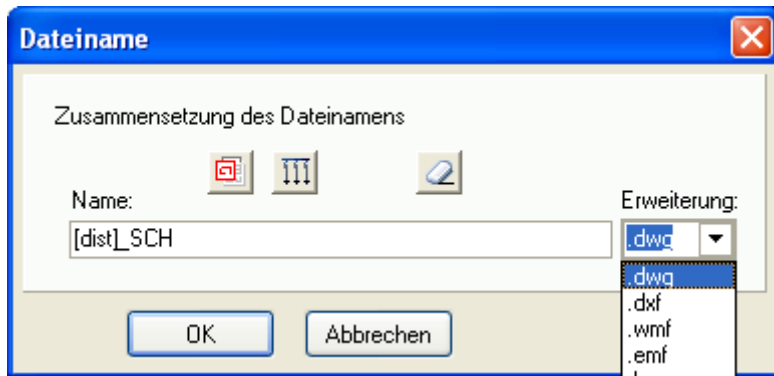 Dateiname
Zusammensetzung des Dateinamens
Name:
Erweiterung:
[dist]_SCH
.dwg
.dwg
.dxf
.wmf
.emf
OK
Abbrechen